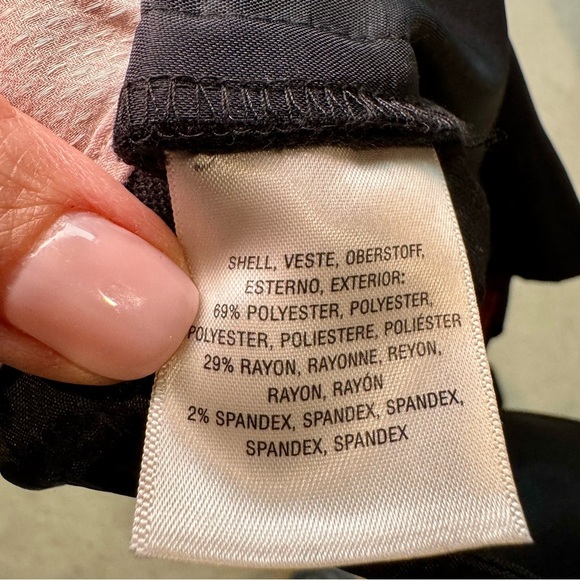 SHELL, VESTE, OBERSTOFF,
ESTERNO, EXTERIOR:
69% POLYESTER, POLYESTER,
POLYESTER, POLIESTERE, POLIÉSTER
29% RAYON, RAYONNE, REYON,
RAYON, RAYÓN
2% SPANDEX, SPANDEX, SPANDEX,
SPANDEX, SPANDEX